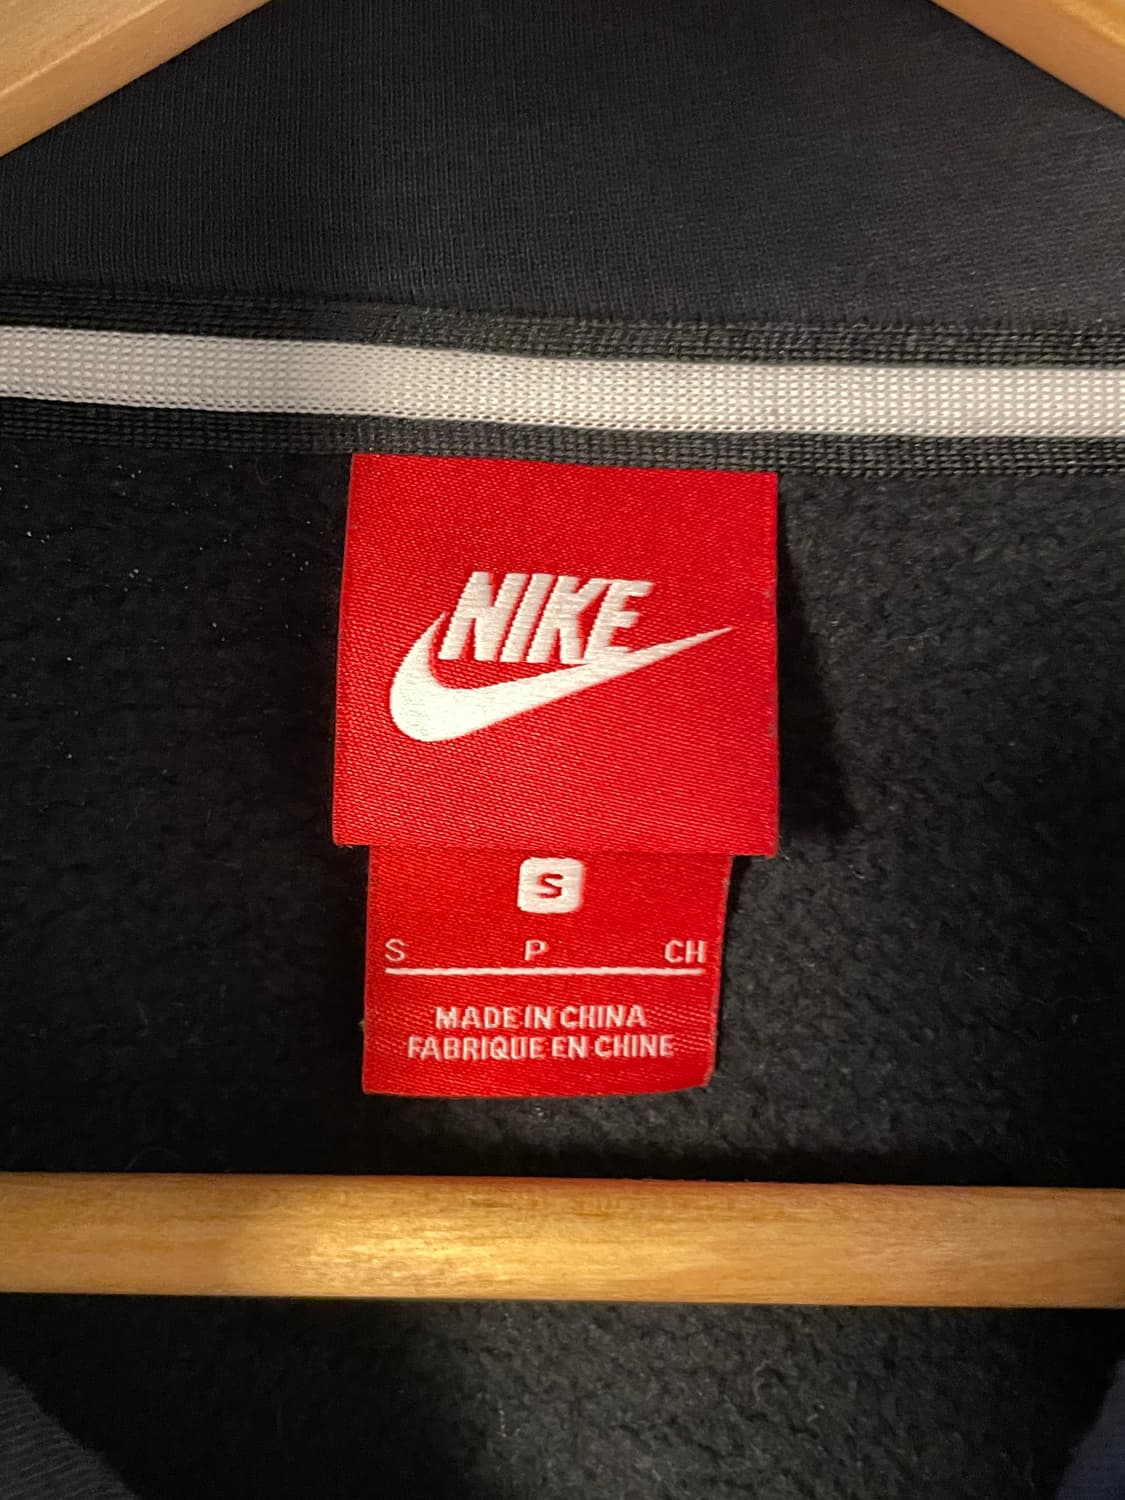 NIKE
S
S P CH
MADE IN CHINA
FABRIQUE EN CHINE